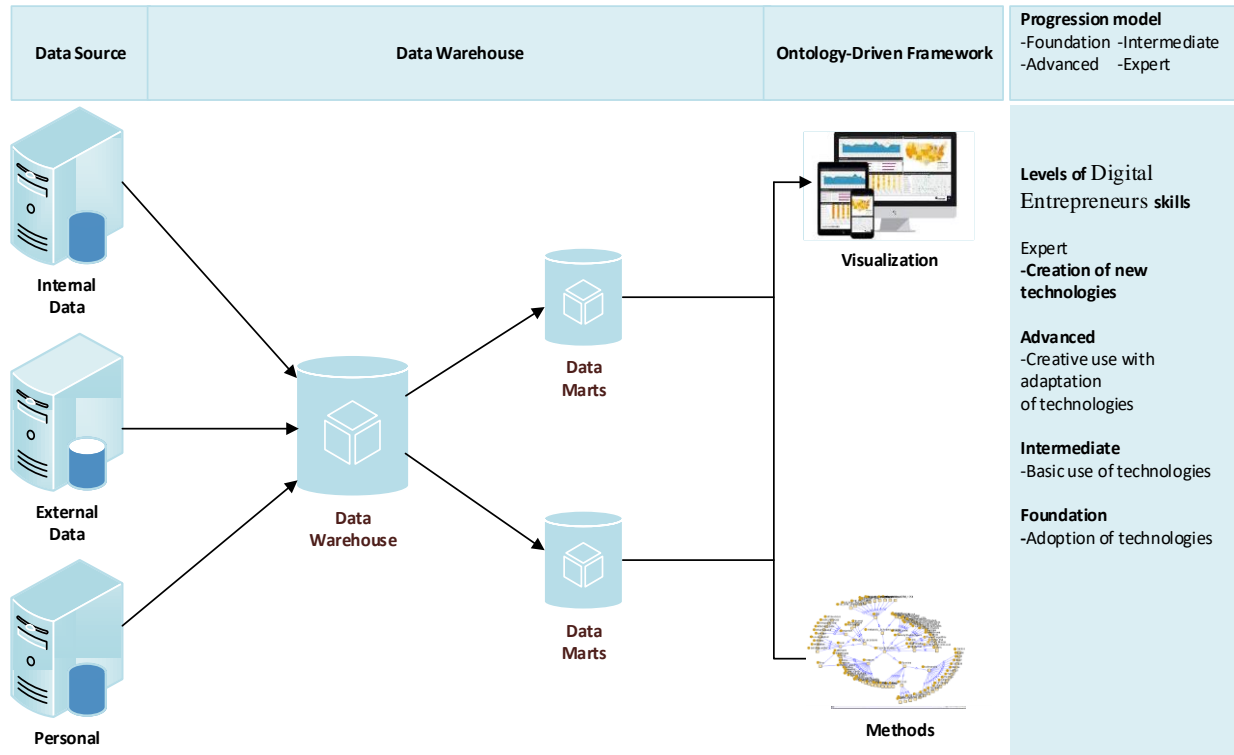 Data Source
Data Warehouse
Ontology-Driven Framework
Progression model
-Foundation -Intermediate
-Advanced -Expert
Internal
Data
External
Data
Personal
Data
Warehouse
Data
Marts
Data
Marts
Visualization
Methods
Levels of Digital
Entrepreneurs skills
Expert
-Creation of new
technologies
Advanced
-Creative use with
adaptation
of technologies
Intermediate
-Basic use of technologies
Foundation
-Adoption of technologies